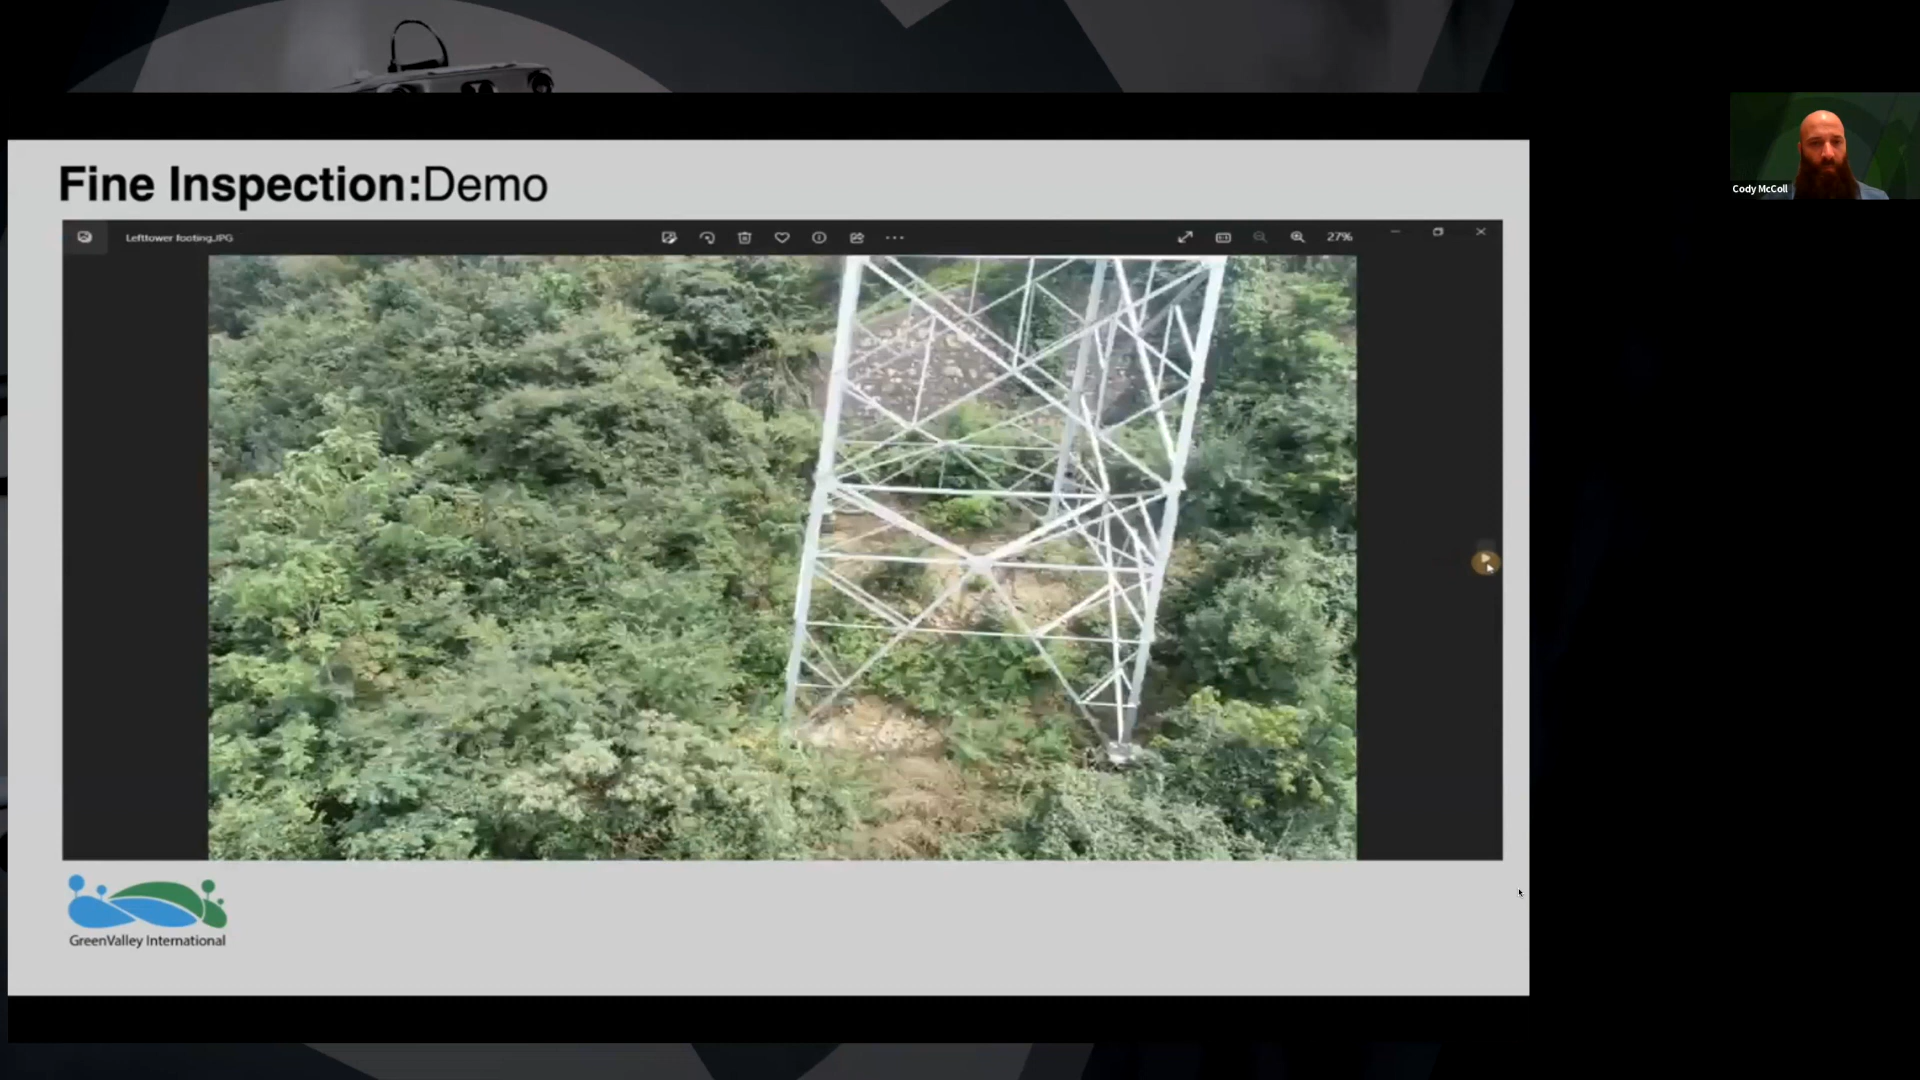 Fine Inspection:Demo
Lefttower footing.JPG
27%
Cody McColl
GreenValley International